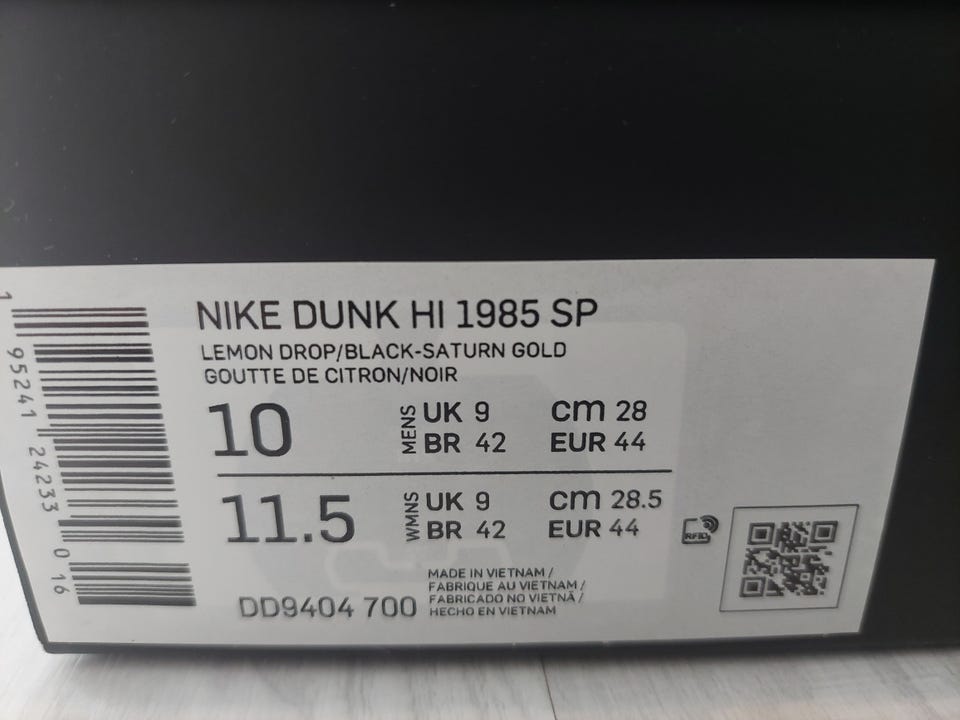 NIKE DUNK HI 1985 SP
LEMON DROP/BLACK-SATURN GOLD
GOUTTE DE CITRON/NOIR
10 MENS UK 9 cm 28
BR 42 EUR 44
11.5 WMNS UK 9 cm 28.5
BR 42 EUR 44
RFID
MADE IN VIETNAM /
FABRIQUE AU VIETNAM /
FABRICADO NO VIETNÃ /
HECHO EN VIETNAM
DD9404 700
1 95241 24233 0 16